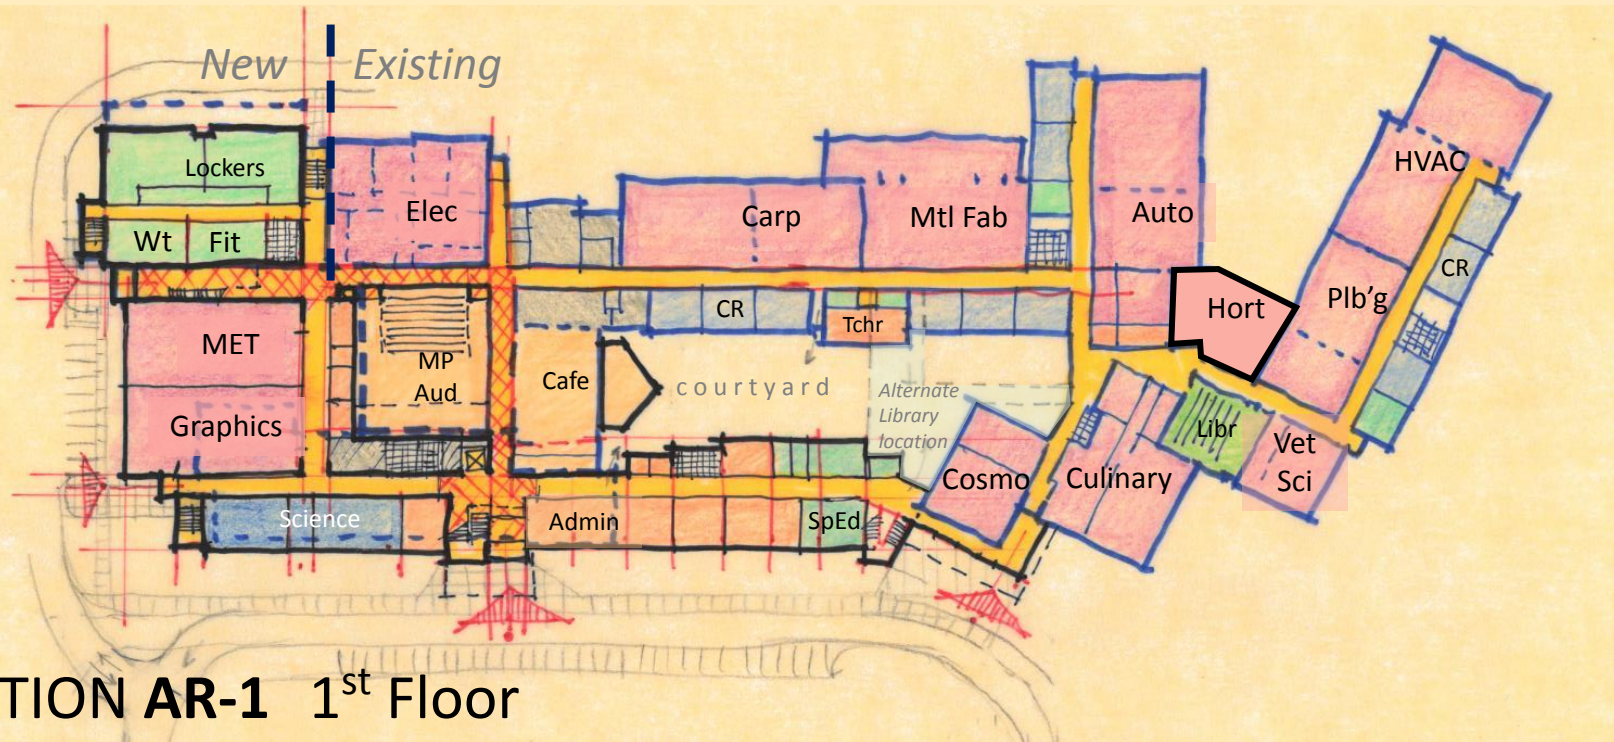 New
Existing
Lockers
Wt
Fit
Elec
Carp
Mtl Fab
Auto
HVAC
CR
Hort
Plb'g
MET
Graphics
MP
Aud
Cafe
CR
Tchr
courtyard
Alternate
Library
location
Cosmo
Culinary
Libr
Vet
Sci
Science
Admin
SpEd
TION AR-1 1st Floor